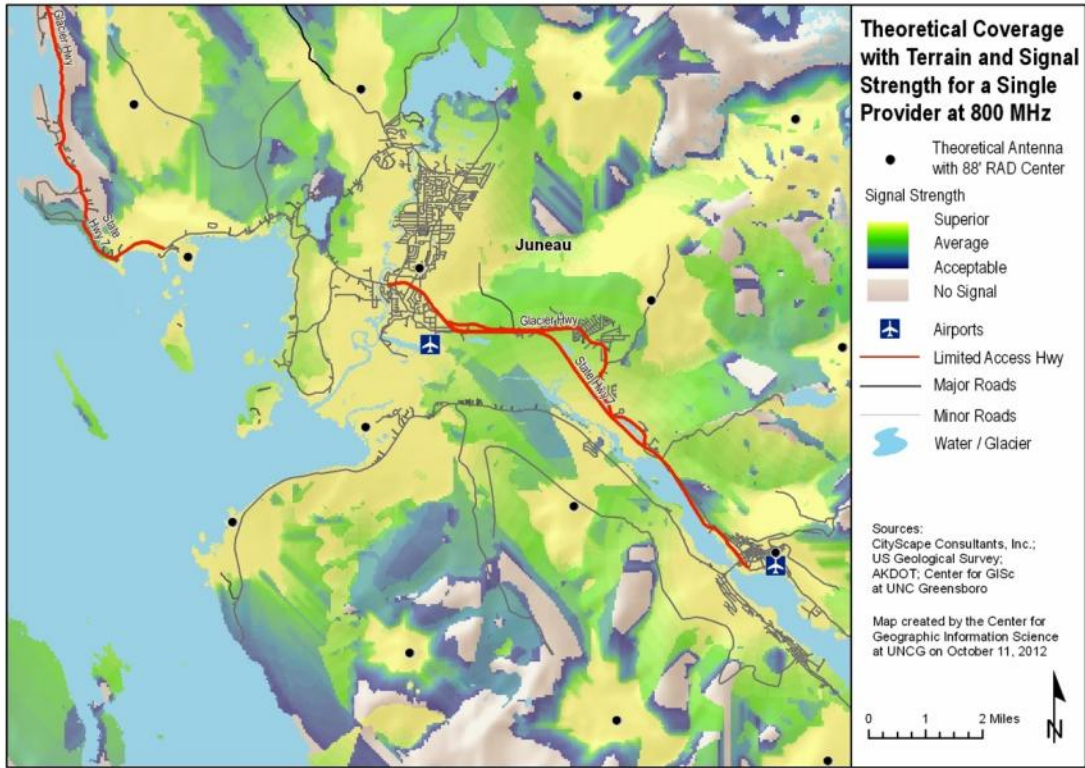 Theoretical Coverage
with Terrain and Signal
Strength for a Single
Provider at 800 MHz
Theoretical Antenna
with 88' RAD Center
Signal Strength
Superior
Average
Acceptable
No Signal
Airports
Limited Access Hwy
Major Roads
Minor Roads
Water / Glacier
Sources:
CityScape Consultants, Inc.;
US Geological Survey;
AKDOT; Center for GISc
at UNC Greensboro
Map created by the Center for
Geographic Information Science
at UNCG on October 11, 2012
0 1 2 Miles
N
Glacier Hwy
State
Hwy 7
Juneau
Glacier Hwy
State Hwy 7